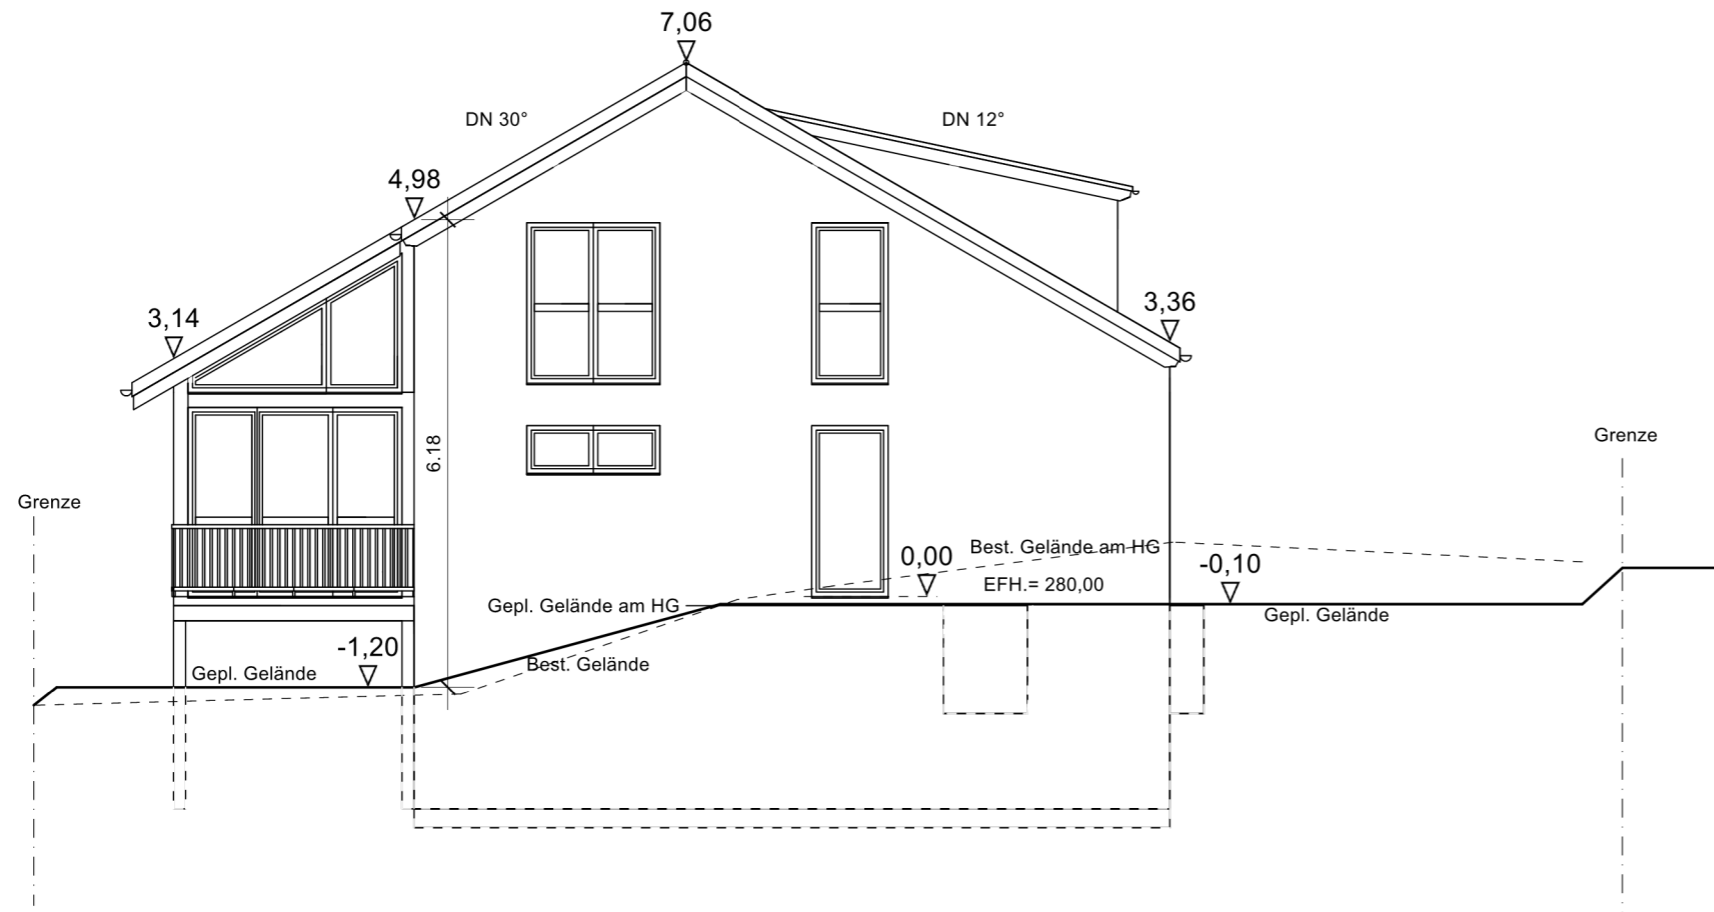 7,06
DN 30°
DN 12°
4,98
3,14
3,36
6.18
Grenze
Grenze
Best. Gelände am HG
0,00
-0,10
EFH.= 280,00
Gepl. Gelände am HG
Gepl. Gelände
-1,20
Gepl. Gelände
Best. Gelände